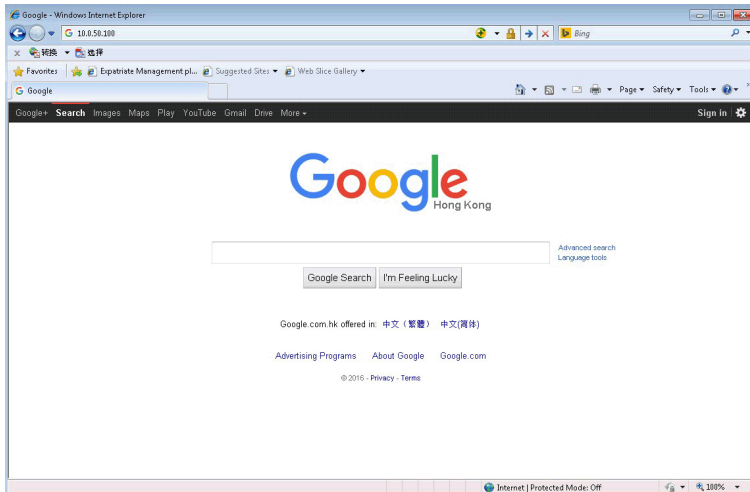 Google - Windows Internet Explorer
G 10.0.50.100 Bing
x 转换 选择
Favorites Expatriate Management pl... Suggested Sites Web Slice Gallery
G Google Page Safety Tools
Google+ Search Images Maps Play YouTube Gmail Drive More Sign in
Google
Hong Kong
Advanced search
Language tools
Google Search I'm Feeling Lucky
Google.com.hk offered in: 中文（繁體） 中文(简体)
Advertising Programs About Google Google.com
© 2016 - Privacy - Terms
Internet | Protected Mode: Off 100%